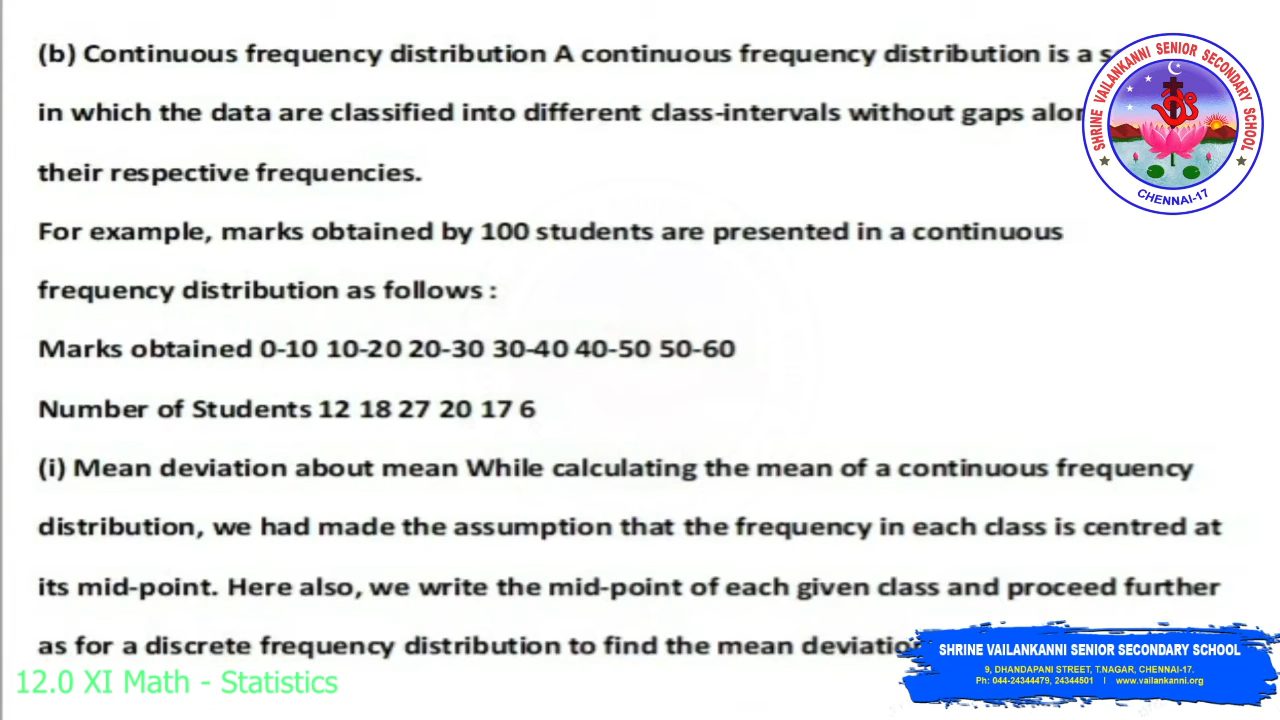 (b) Continuous frequency distribution A continuous frequency distribution is a
in which the data are classified into different class-intervals without gaps
their respective frequencies.
For example, marks obtained by 100 students are presented in a continuous
frequency distribution as follows :
Marks obtained 0-10 10-20 20-30 30-40 40-50 50-60
Number of Students 12 18 27 20 17 6
(i) Mean deviation about mean While calculating the mean of a continuous frequency
distribution, we had made the assumption that the frequency in each class is centred at
its mid-point. Here also, we write the mid-point of each given class and proceed further
as for a discrete frequency distribution to find the mean
12.0 XI Math - Statistics
SHRINE VAILANKANNI SENIOR SECONDARY SCHOOL
CHENNAI-17
SHRINE VAILANKANNI SENIOR SECONDARY SCHOOL
9, DHANDAPANI STREET, T.NAGAR, CHENNAI-17.
Ph: 044-24344479, 24344501 I www.vailankanni.org